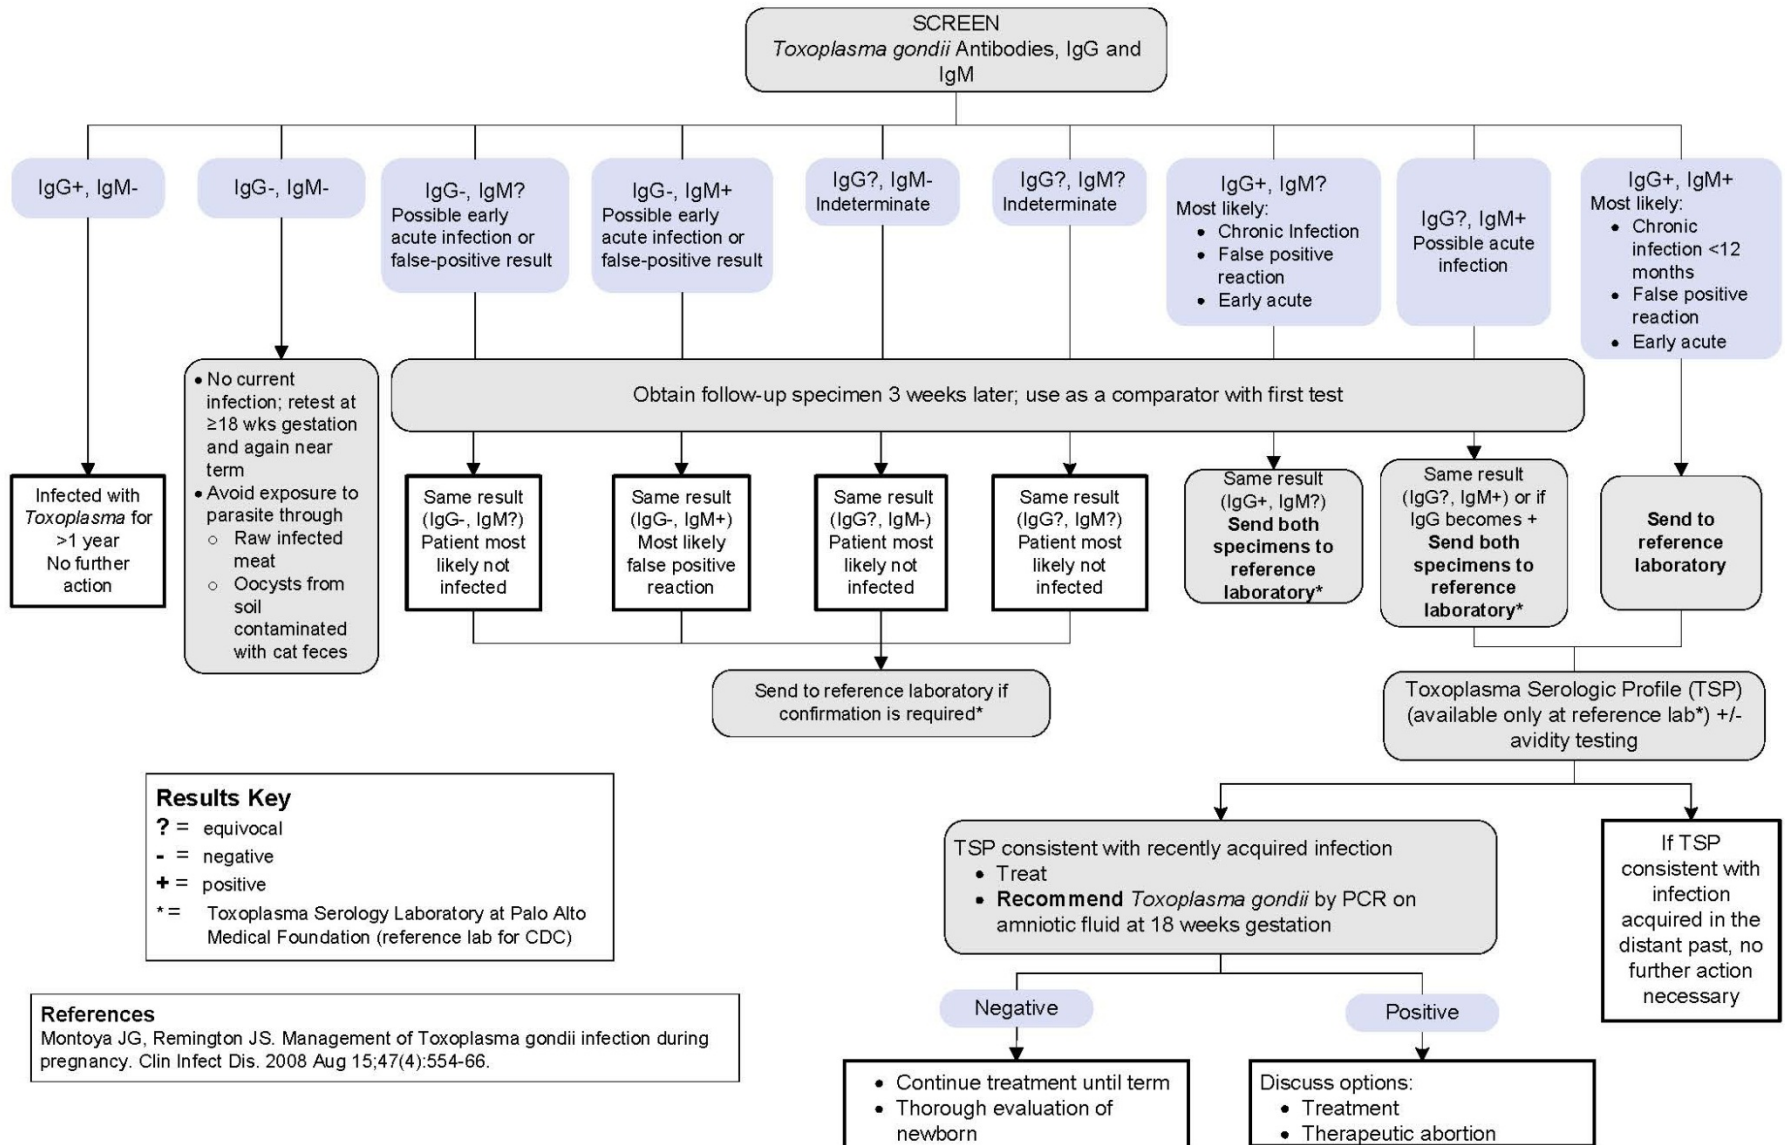 SCREEN
Toxoplasma gondii Antibodies, IgG and
IgM
IgG+, IgM-
IgG-, IgM-
IgG-, IgM?
Possible early
acute infection or
false-positive result
IgG-, IgM+
Possible early
acute infection or
false-positive result
IgG?, IgM-
Indeterminate
IgG?, IgM?
Indeterminate
IgG+, IgM?
Most likely:
• Chronic Infection
• False positive
reaction
• Early acute
IgG?, IgM+
Possible acute
infection
IgG+, IgM+
Most likely:
• Chronic
infection <12
months
• False positive
reaction
• Early acute
Obtain follow-up specimen 3 weeks later; use as a comparator with first test
Infected with
Toxoplasma for
>1 year
No further
action
• No current
infection; retest at
≥18 wks gestation
and again near
term
• Avoid exposure to
parasite through
○ Raw infected
meat
○ Oocysts from
soil
contaminated
with cat feces
Same result
(IgG-, IgM?)
Patient most
likely not
infected
Same result
(IgG-, IgM+)
Most likely
false positive
reaction
Same result
(IgG?, IgM-)
Patient most
likely not
infected
Same result
(IgG?, IgM?)
Patient most
likely not
infected
Same result
(IgG+, IgM?)
Send both
specimens to
reference
laboratory*
Same result
(IgG?, IgM+) or if
IgG becomes +
Send both
specimens to
reference
laboratory*
Send to
reference
laboratory
Send to reference laboratory if
confirmation is required*
Toxoplasma Serologic Profile (TSP)
(available only at reference lab*) +/-
avidity testing
TSP consistent with recently acquired infection
• Treat
• Recommend Toxoplasma gondii by PCR on
amniotic fluid at 18 weeks gestation
If TSP
consistent with
infection
acquired in the
distant past, no
further action
necessary
Negative
Positive
• Continue treatment until term
• Thorough evaluation of
newborn
Discuss options:
• Treatment
• Therapeutic abortion
Results Key
? = equivocal
- = negative
+ = positive
* = Toxoplasma Serology Laboratory at Palo Alto
Medical Foundation (reference lab for CDC)
References
Montoya JG, Remington JS. Management of Toxoplasma gondii infection during
pregnancy. Clin Infect Dis. 2008 Aug 15;47(4):554-66.